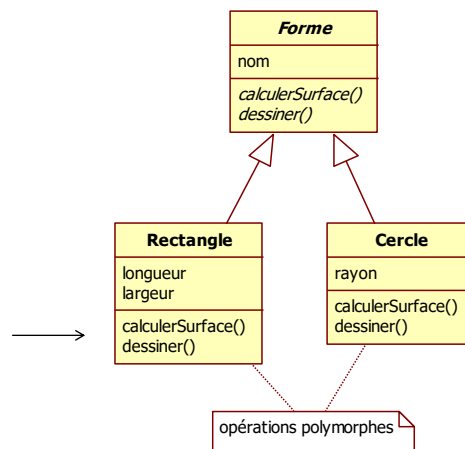 Forme
nom
calculerSurface()
dessiner()
Rectangle
longueur
largeur
calculerSurface()
dessiner()
Cercle
rayon
calculerSurface()
dessiner()
opérations polymorphes